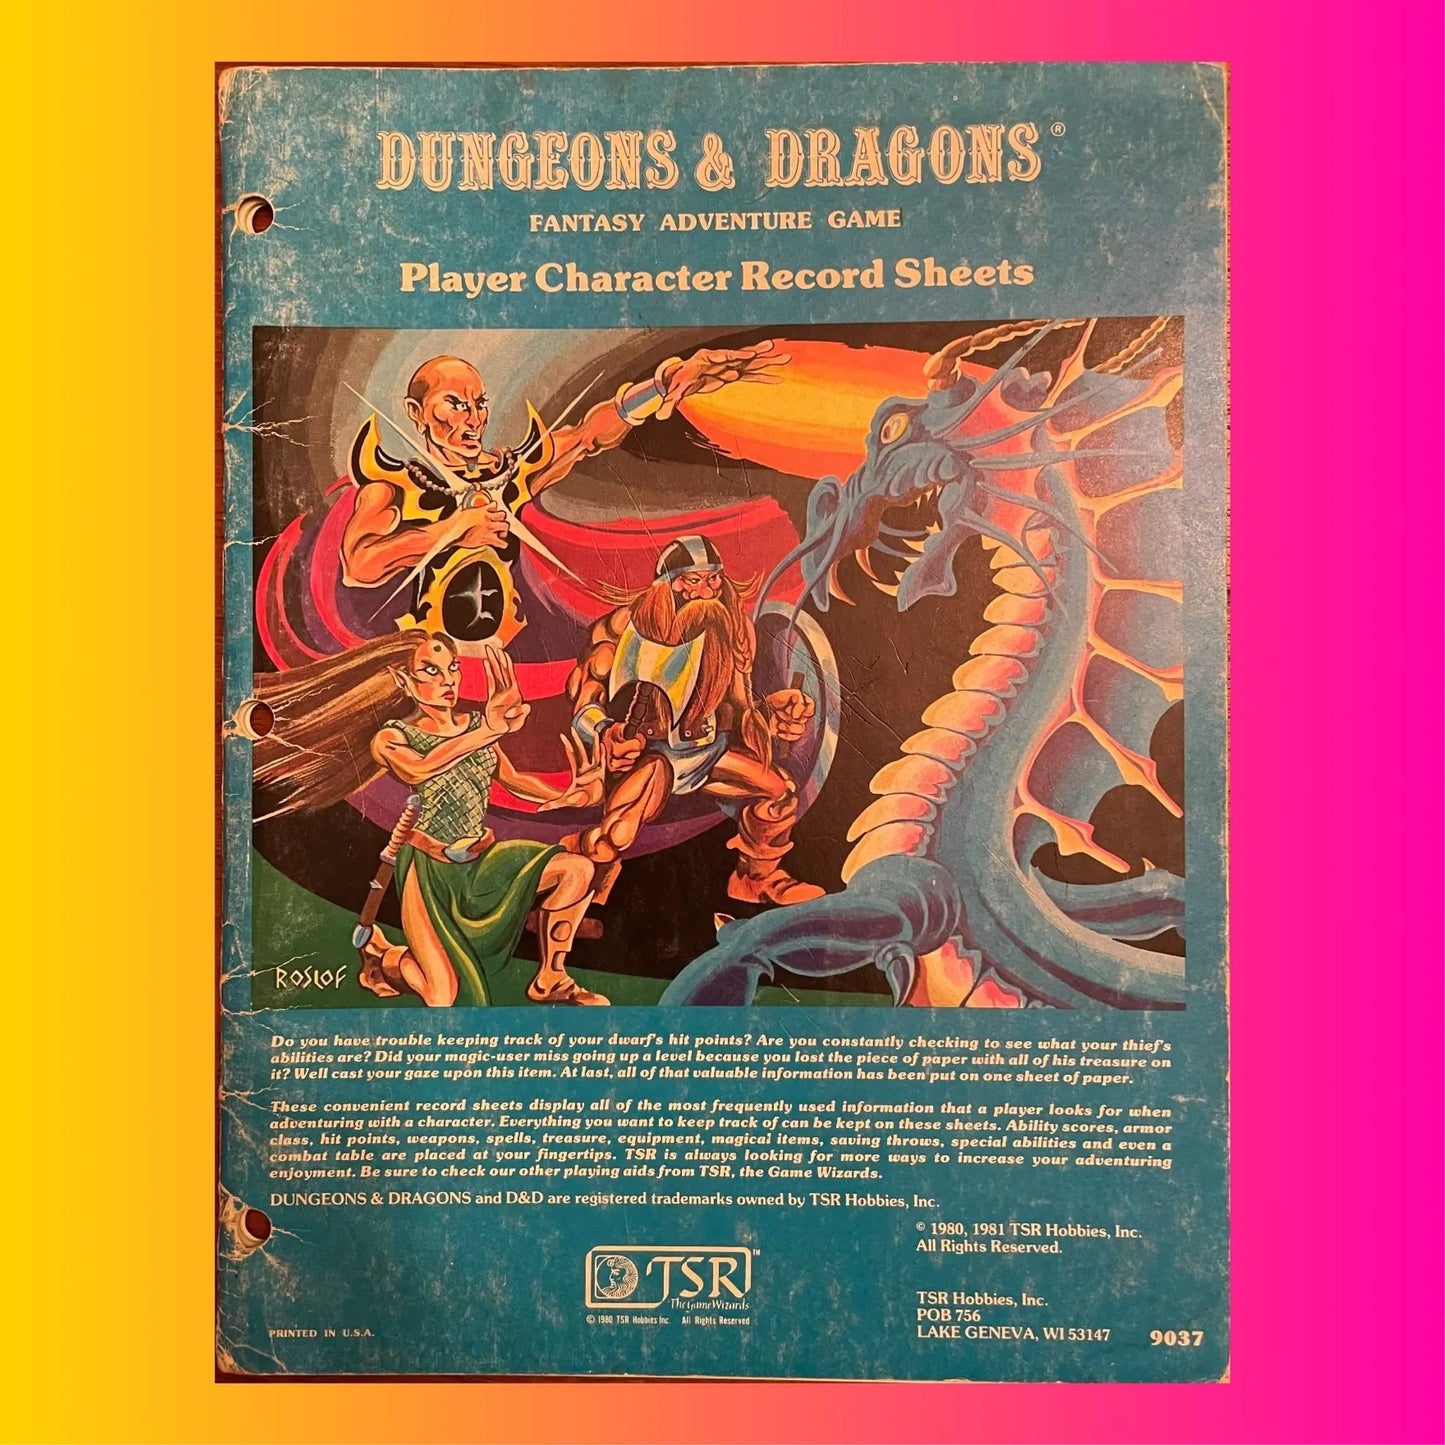 DUNGEONS & DRAGONS®
FANTASY ADVENTURE GAME
Player Character Record Sheets
ROSLOF
Do you have trouble keeping track of your dwarf's hit points? Are you constantly checking to see what your thief's
abilities are? Did your magic-user miss going up a level because you lost the piece of paper with all of his treasure on
it? Well cast your gaze upon this item. At last, all of that valuable information has been put on one sheet of paper.
These convenient record sheets display all of the most frequently used information that a player looks for when
adventuring with a character. Everything you want to keep track of can be kept on these sheets. Ability scores, armor
class, hit points, weapons, spells, treasure, equipment, magical items, saving throws, special abilities and even a
combat table are placed at your fingertips. TSR is always looking for more ways to increase your adventuring
enjoyment. Be sure to check our other playing aids from TSR, the Game Wizards.
DUNGEONS & DRAGONS and D&D are registered trademarks owned by TSR Hobbies, Inc.
© 1980, 1981 TSR Hobbies, Inc.
All Rights Reserved.
TSR™
The Game Wizards
© 1980 TSR Hobbies Inc. All Rights Reserved
TSR Hobbies, Inc.
POB 756
LAKE GENEVA, WI 53147
PRINTED IN U.S.A.
9037